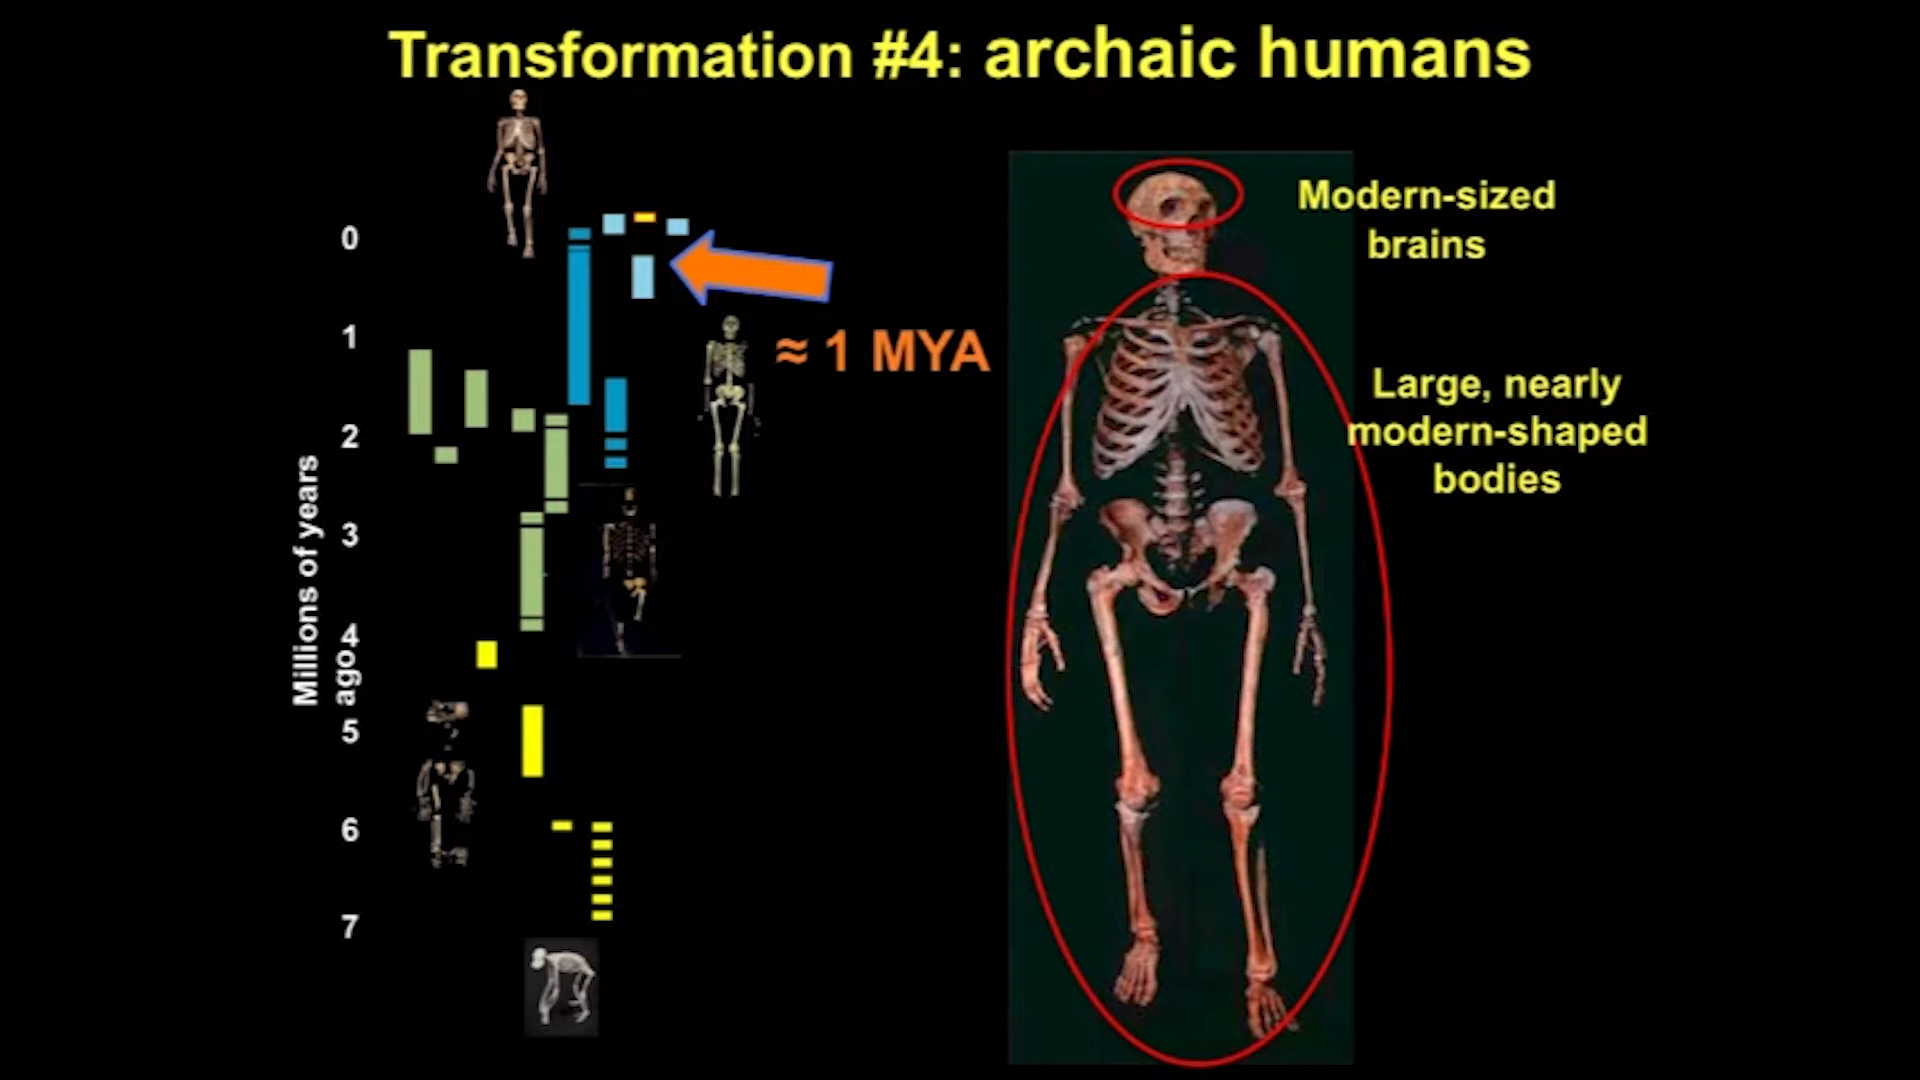 Transformation #4: archaic humans
0
1
2
3
4
5
6
7
Millions of years
ago
≈ 1 MYA
Modern-sized
brains
Large, nearly
modern-shaped
bodies